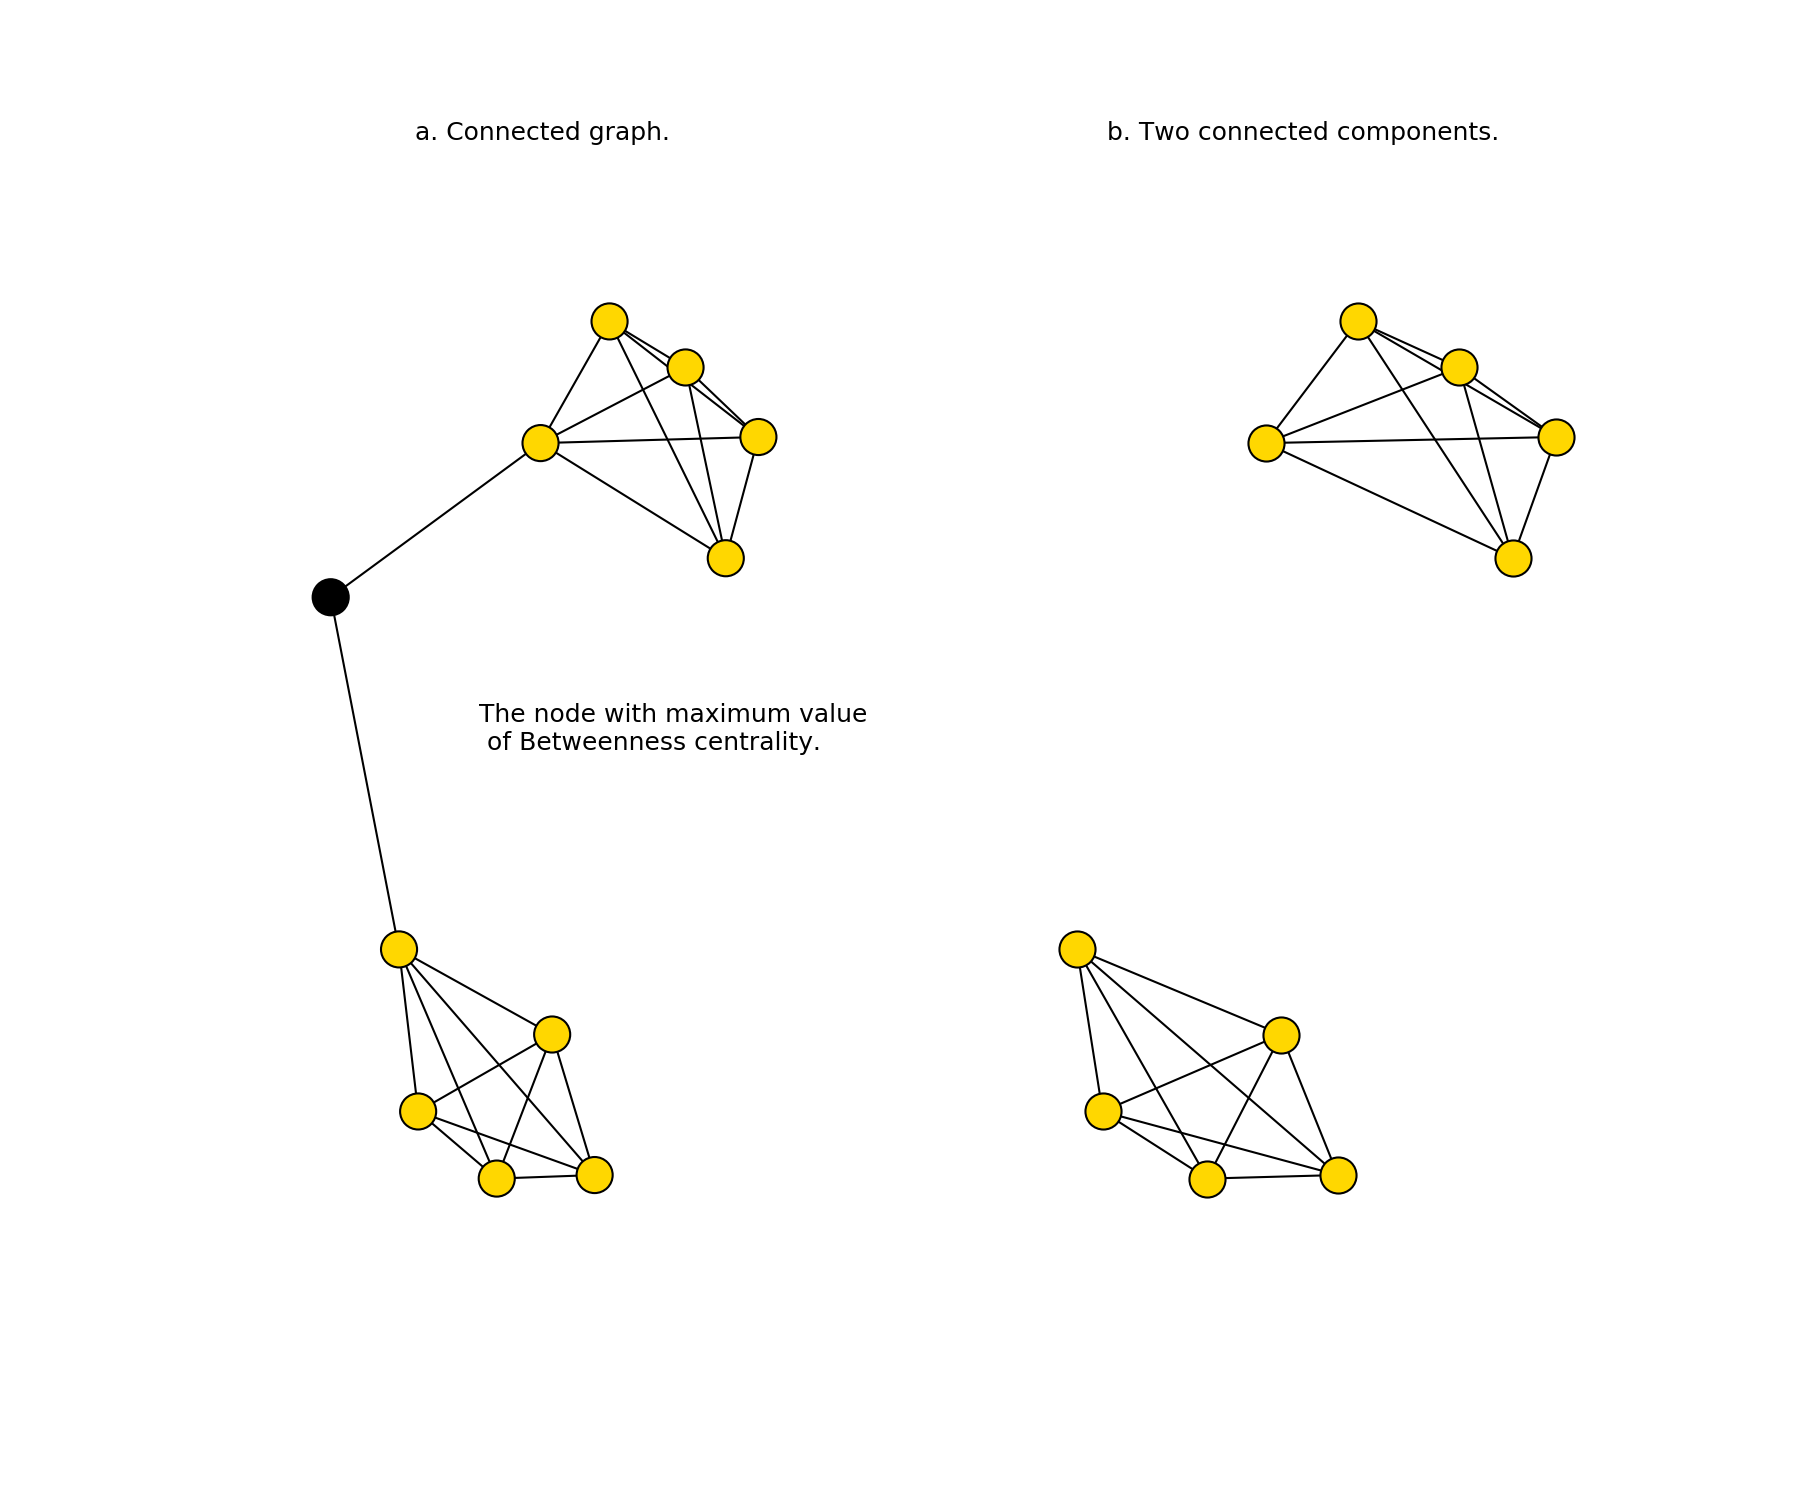 a. Connected graph.
b. Two connected components.
The node with maximum value
of Betweenness centrality.